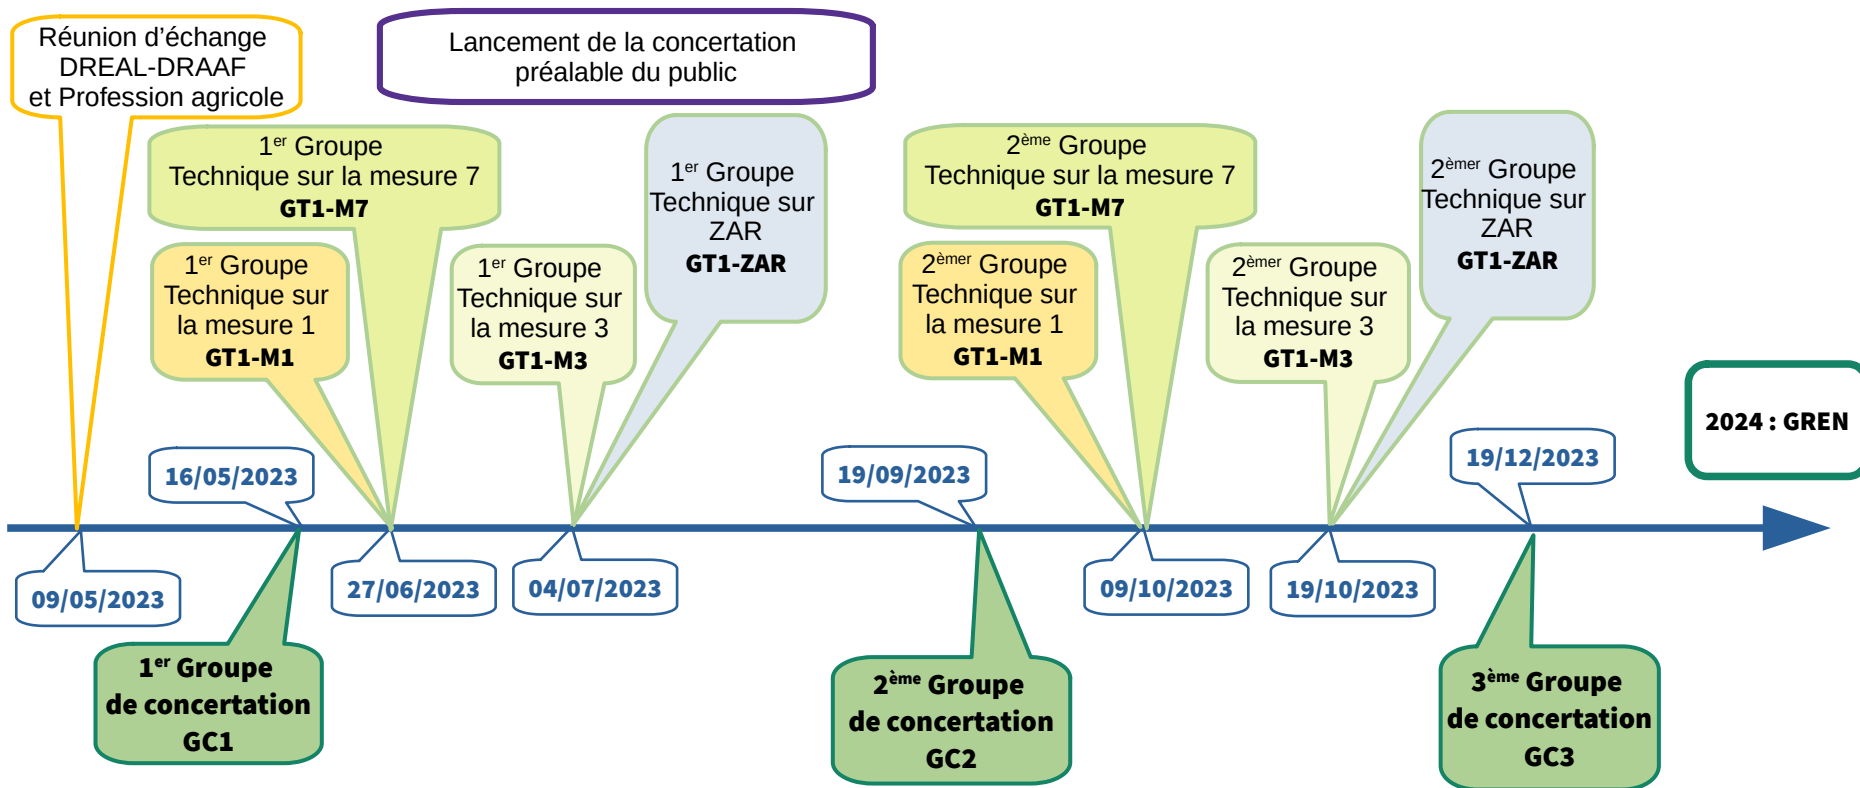 Réunion d’échange
DREAL-DRAAF
et Profession agricole
Lancement de la concertation
préalable du public
1er Groupe
Technique sur la mesure 7
GT1-M7
1er Groupe
Technique sur
la mesure 1
GT1-M1
1er Groupe
Technique sur
la mesure 3
GT1-M3
1er Groupe
Technique sur
ZAR
GT1-ZAR
2ème Groupe
Technique sur la mesure 7
GT1-M7
2èmer Groupe
Technique sur
la mesure 1
GT1-M1
2èmer Groupe
Technique sur
la mesure 3
GT1-M3
2èmer Groupe
Technique sur
ZAR
GT1-ZAR
2024 : GREN
16/05/2023
19/09/2023
19/12/2023
09/05/2023
27/06/2023
04/07/2023
09/10/2023
19/10/2023
1er Groupe
de concertation
GC1
2ème Groupe
de concertation
GC2
3ème Groupe
de concertation
GC3